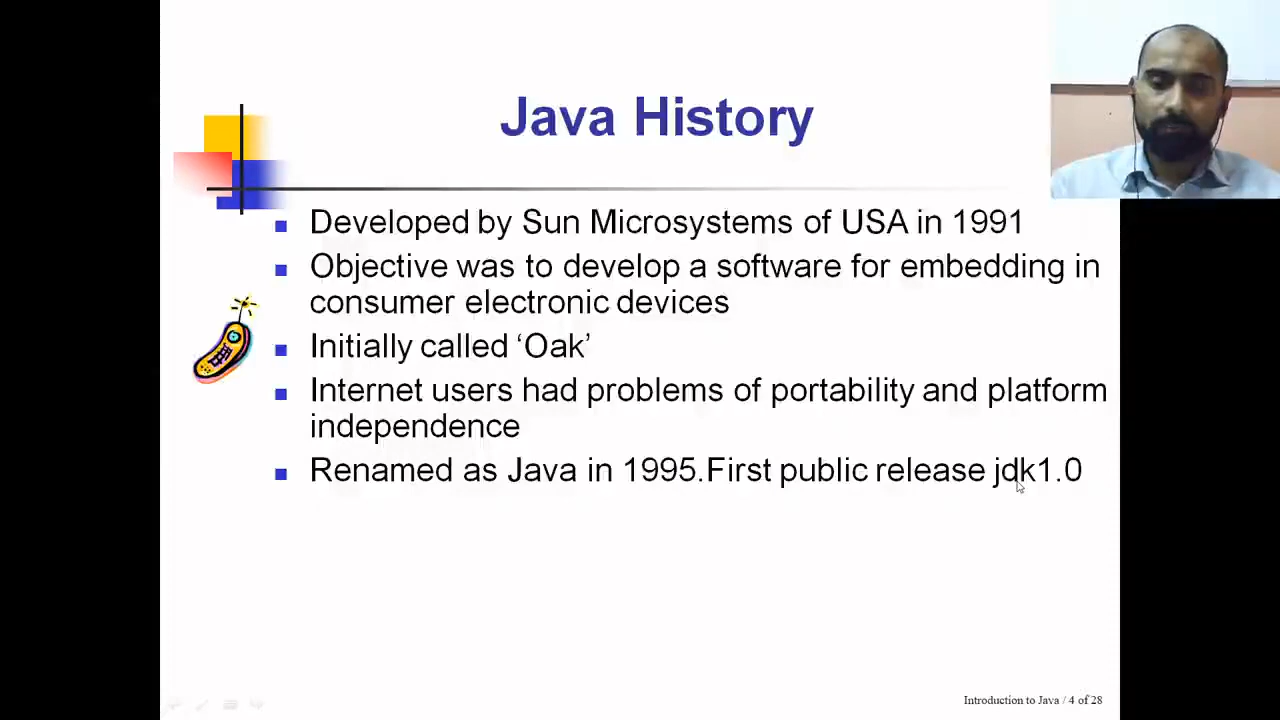 Java History
Developed by Sun Microsystems of USA in 1991
Objective was to develop a software for embedding in
consumer electronic devices
Initially called ‘Oak’
Internet users had problems of portability and platform
independence
Renamed as Java in 1995.First public release jdk1.0
Introduction to Java / 4 of 28